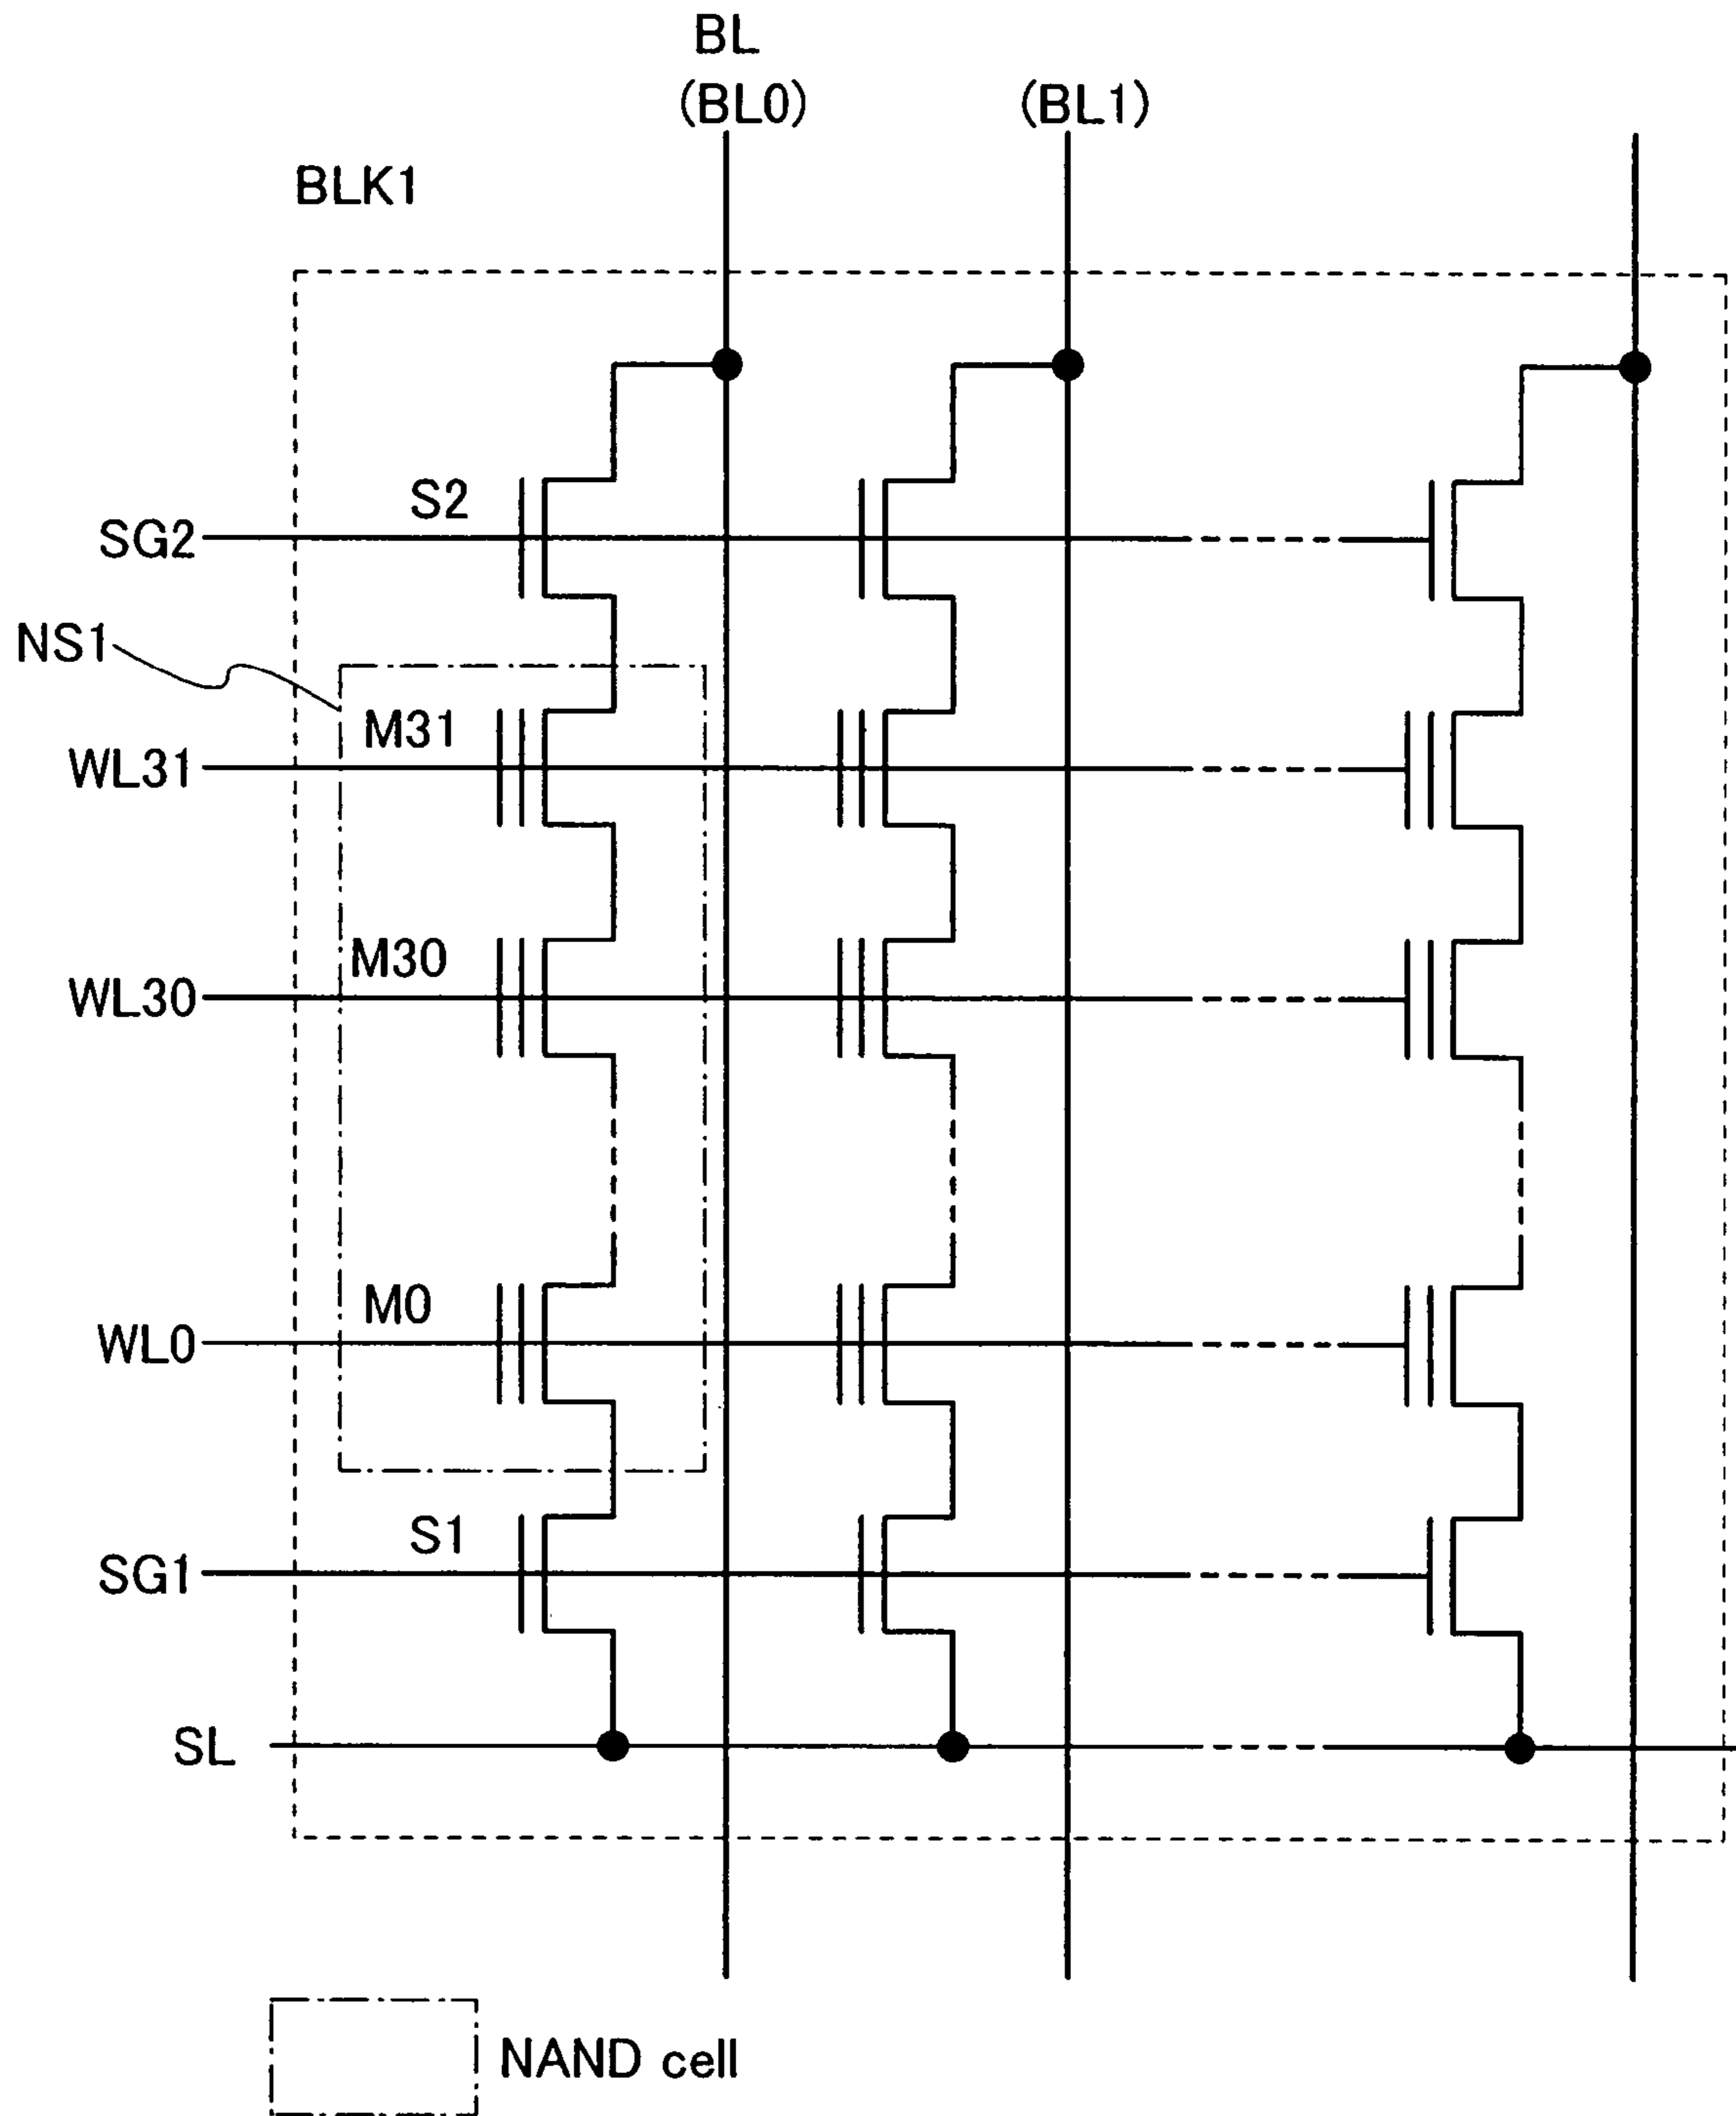 BL
(BL0)
(BL1)
BLK1
S2
SG2
NS1
M31
WL31
M30
WL30
M0
WL0
S1
SG1
SL
NAND cell